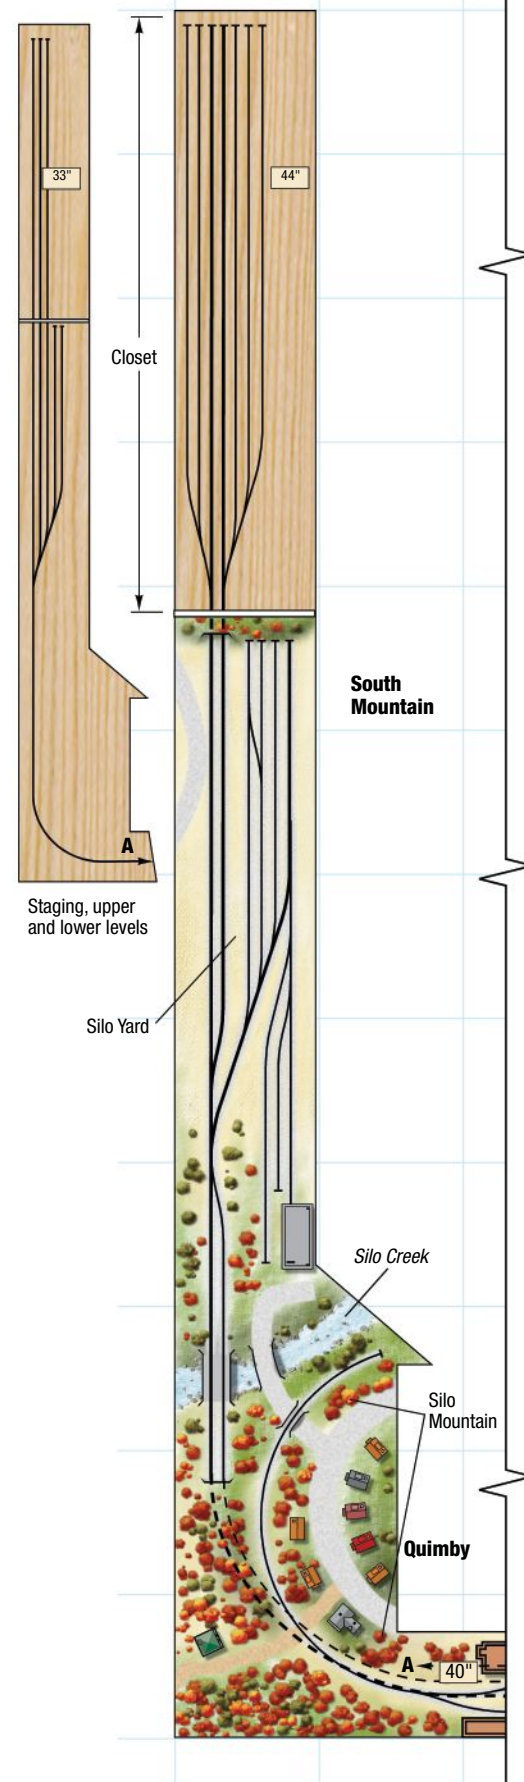 33"
44"
Closet
South
Mountain
A
Staging, upper
and lower levels
Silo Yard
Silo Creek
Silo
Mountain
Quimby
A
40"